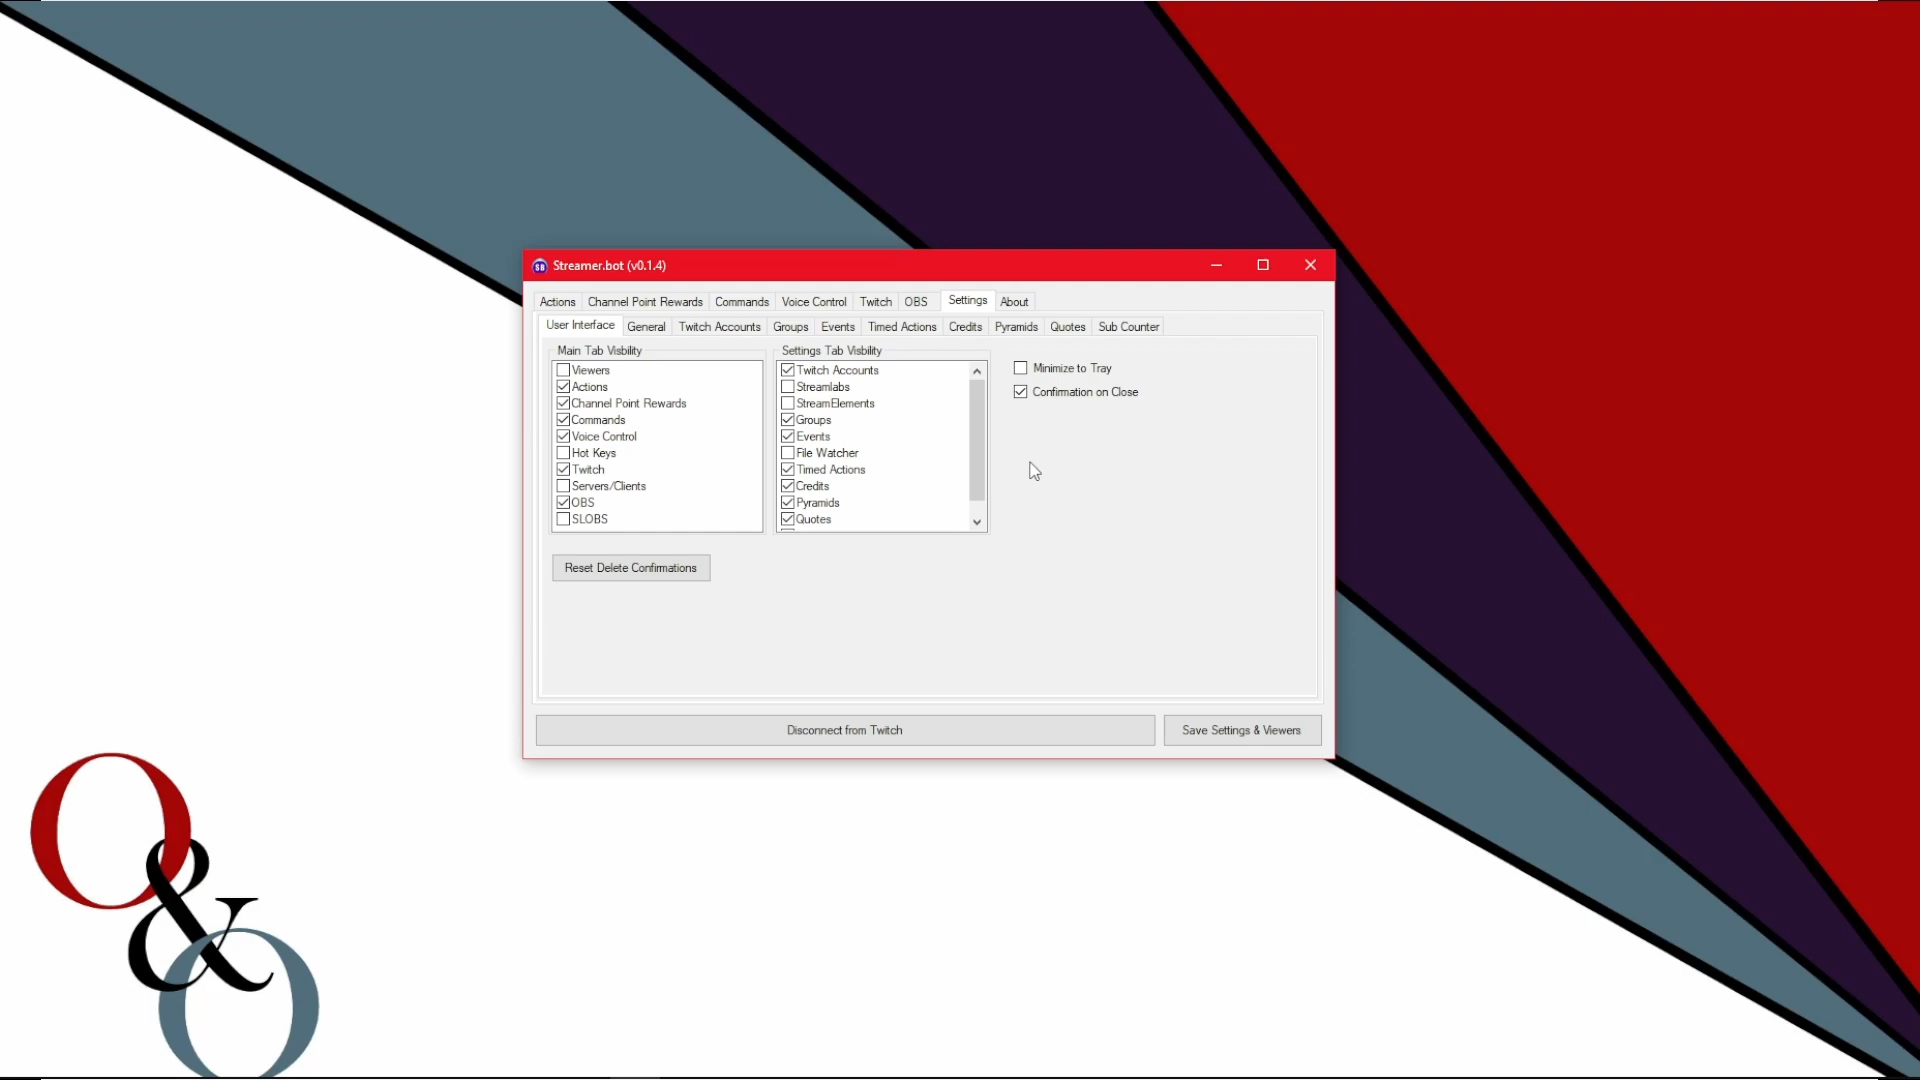 Streamer.bot (v0.1.4)
Actions Channel Point Rewards Commands Voice Control Twitch OBS Settings About
User Interface General Twitch Accounts Groups Events Timed Actions Credits Pyramids Quotes Sub Counter
Main Tab Visbility
Viewers
Actions
Channel Point Rewards
Commands
Voice Control
Hot Keys
Twitch
Servers/Clients
OBS
SLOBS
Settings Tab Visbility
Twitch Accounts
Streamlabs
StreamElements
Groups
Events
File Watcher
Timed Actions
Credits
Pyramids
Quotes
Minimize to Tray
Confirmation on Close
Reset Delete Confirmations
Disconnect from Twitch
Save Settings & Viewers
O
&
O